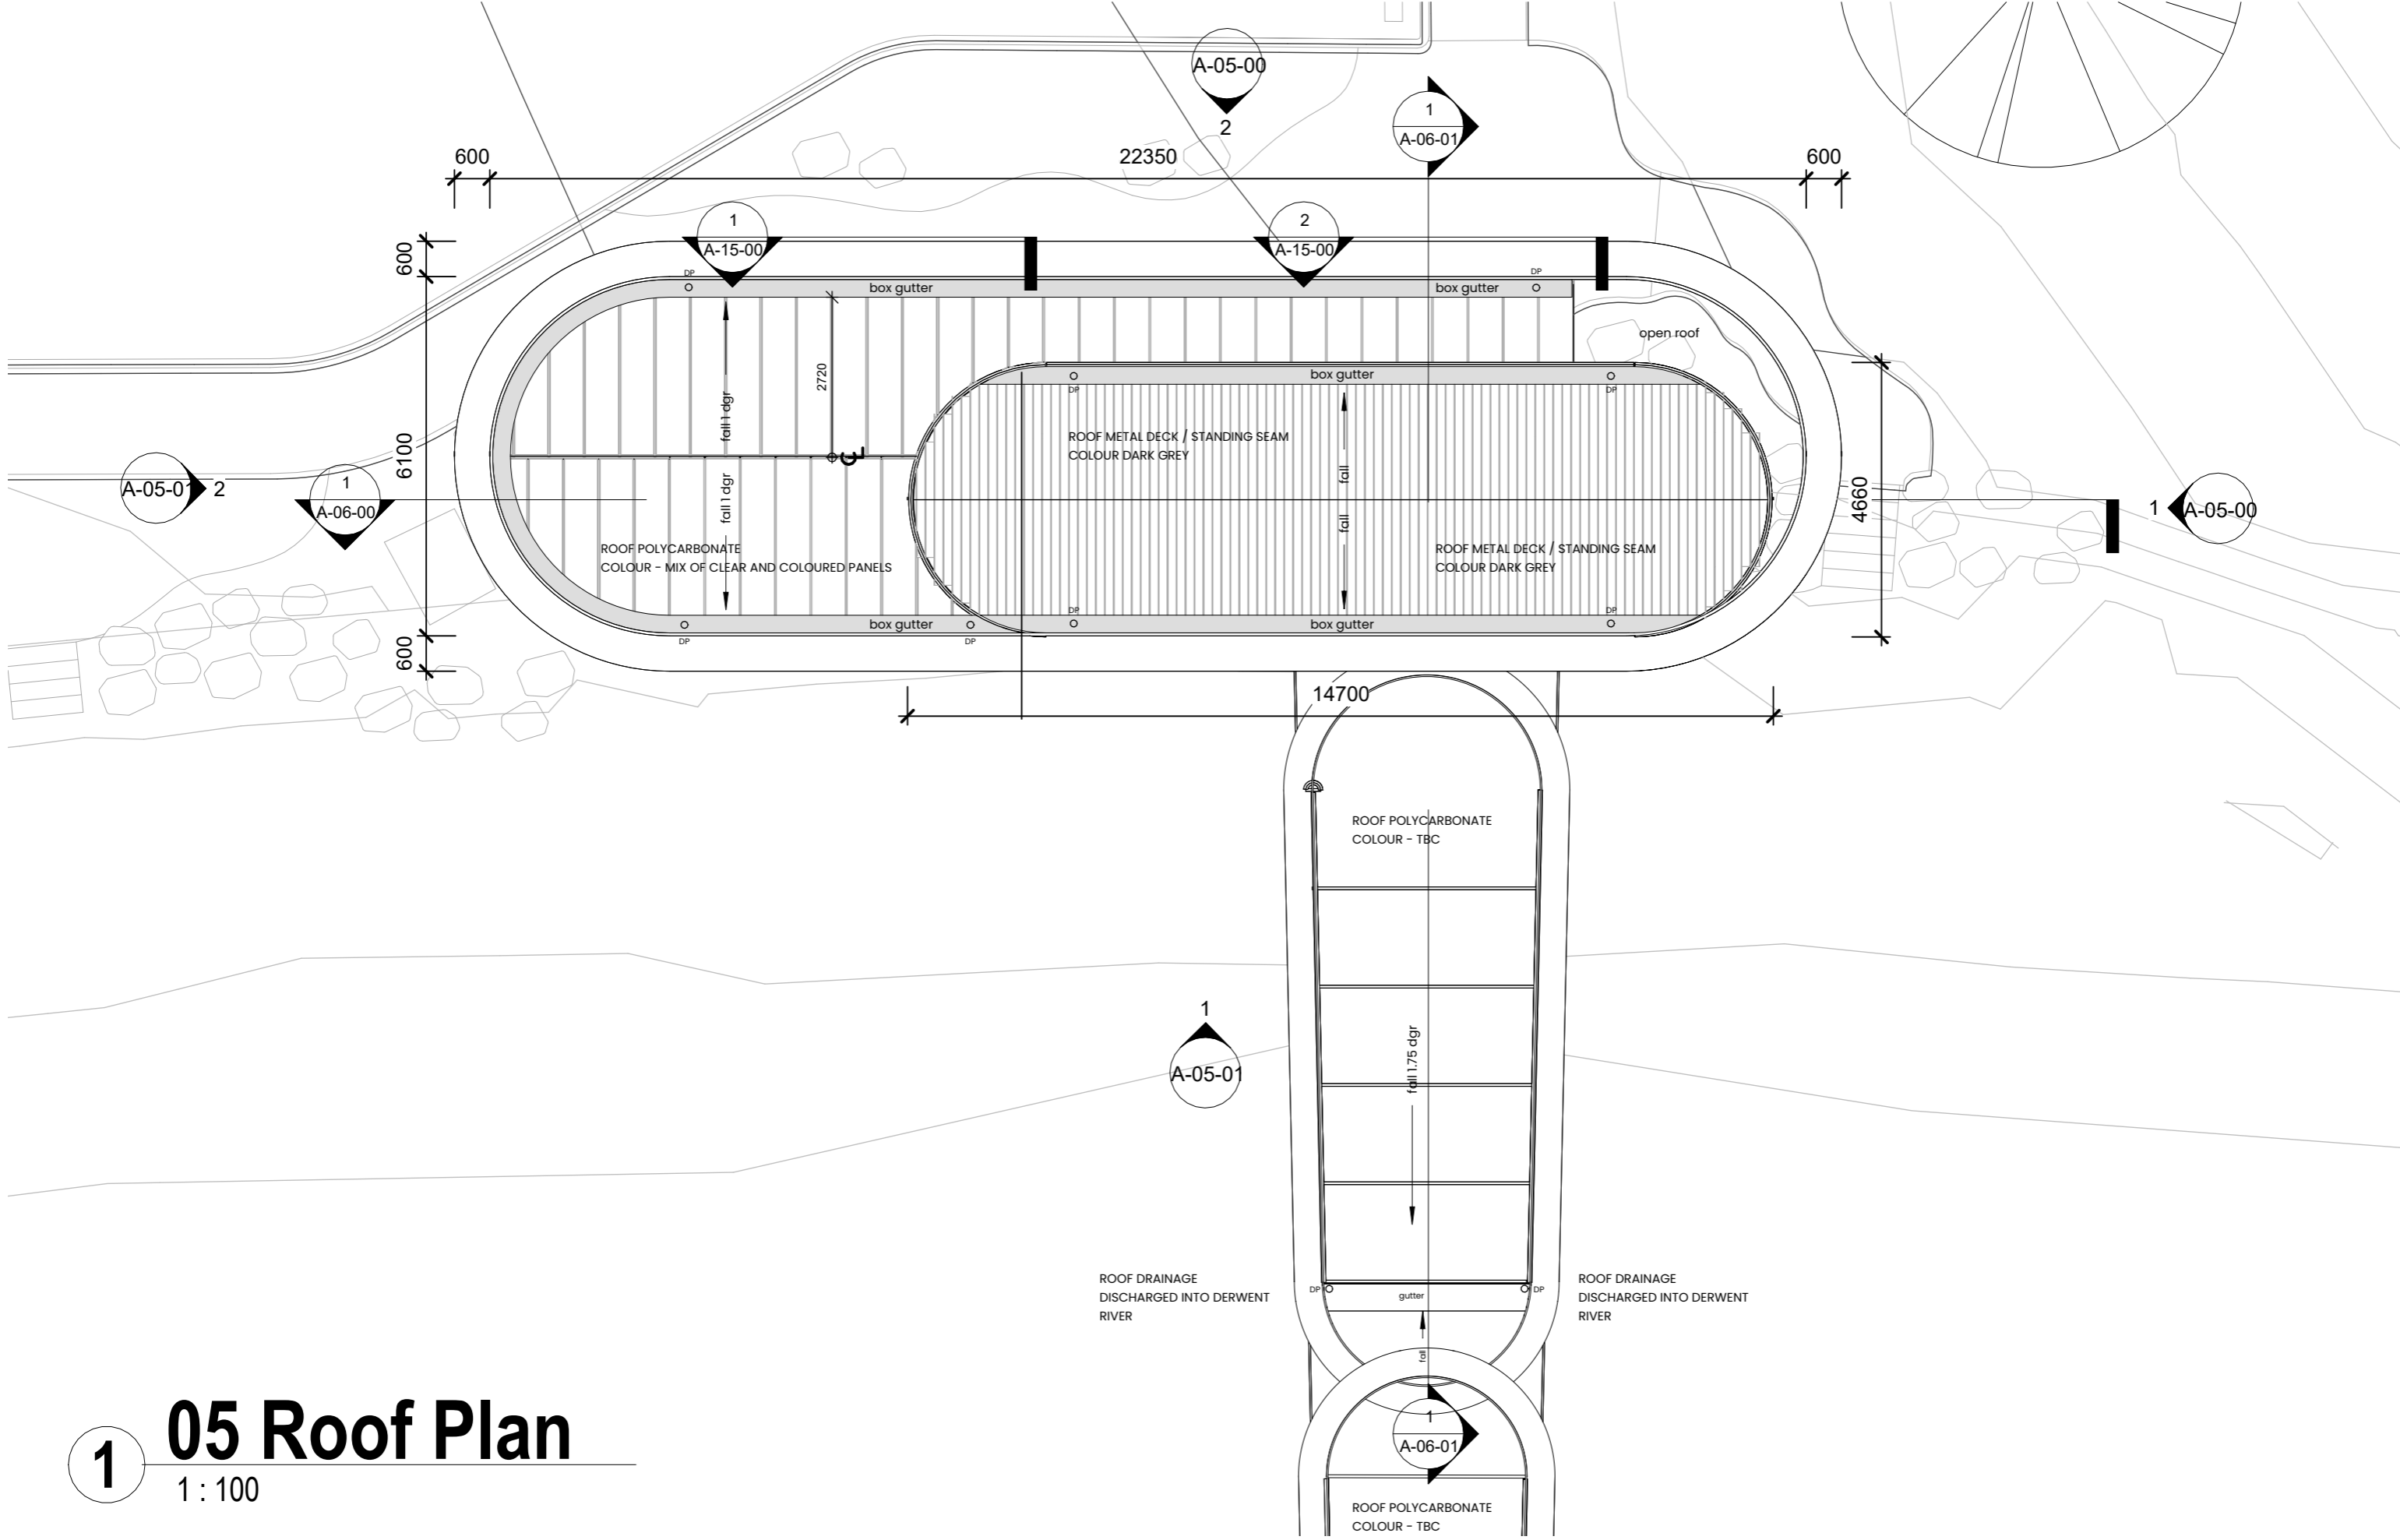 A-05-00
2
1
A-06-01
600
22350
600
1
A-15-00
2
A-15-00
600
DP
box gutter
box gutter
DP
open roof
2720
fall 1 dgr
box gutter
DP
DP
ROOF METAL DECK / STANDING SEAM
COLOUR DARK GREY
6100
A-05-01
2
1
A-06-00
fall 1 dgr
fall
fall
4660
1
A-05-00
ROOF POLYCARBONATE
COLOUR - MIX OF CLEAR AND COLOURED PANELS
ROOF METAL DECK / STANDING SEAM
COLOUR DARK GREY
DP
DP
box gutter
box gutter
DP
DP
600
14700
ROOF POLYCARBONATE
COLOUR - TBC
1
A-05-01
fall 1.75 dgr
ROOF DRAINAGE
DISCHARGED INTO DERWENT
RIVER
DP
gutter
DP
ROOF DRAINAGE
DISCHARGED INTO DERWENT
RIVER
fall
1
A-06-01
ROOF POLYCARBONATE
COLOUR - TBC
1
05 Roof Plan
1 : 100